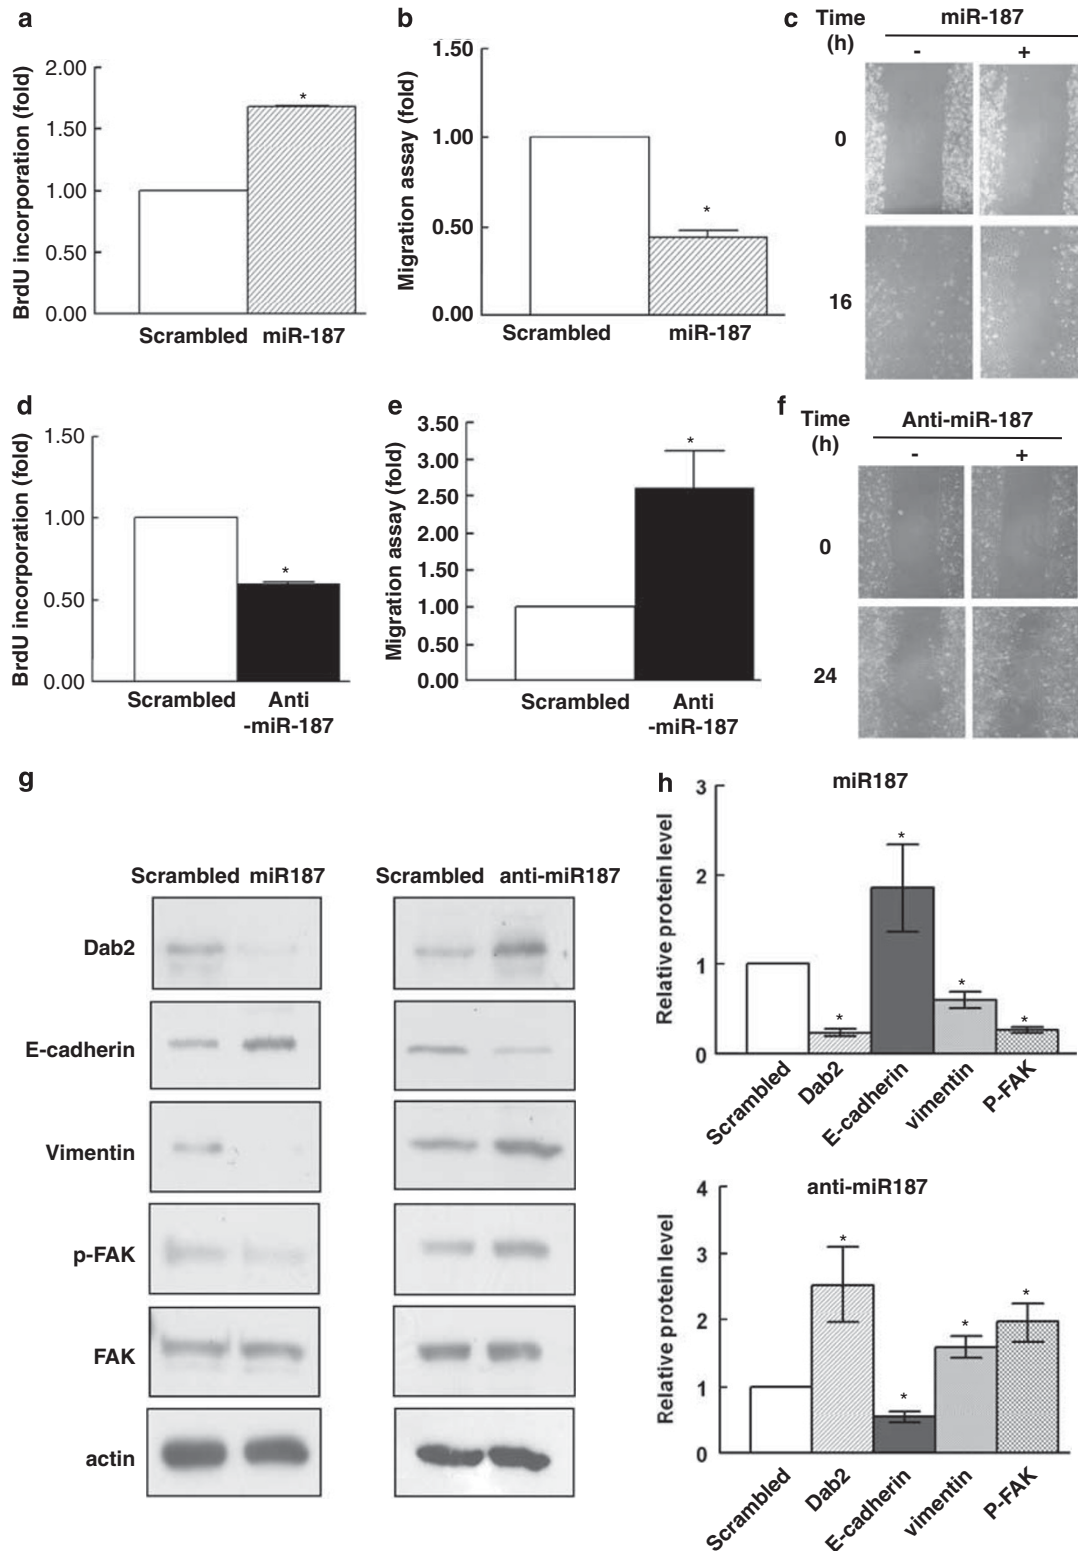 a
BrdU incorporation (fold)
2.00
1.50
1.00
0.50
0.00
*
Scrambled miR-187
b
Migration assay (fold)
1.50
1.00
0.50
0.00
*
Scrambled miR-187
c
Time
(h)
miR-187
- +
0
16
d
BrdU incorporation (fold)
1.50
1.00
0.50
0.00
*
Scrambled Anti
-miR-187
e
Migration assay (fold)
3.50
3.00
2.50
2.00
1.50
1.00
0.50
0.00
*
Scrambled Anti
-miR-187
f
Time
(h)
Anti-miR-187
- +
0
24
g
Scrambled miR187
Scrambled anti-miR187
Dab2
E-cadherin
Vimentin
p-FAK
FAK
actin
h
miR187
Relative protein level
3
2
1
0
* * * *
Scrambled
Dab2
E-cadherin
vimentin
P-FAK
anti-miR187
Relative protein level
4
3
2
1
0
* * * *
Scrambled
Dab2
E-cadherin
vimentin
P-FAK